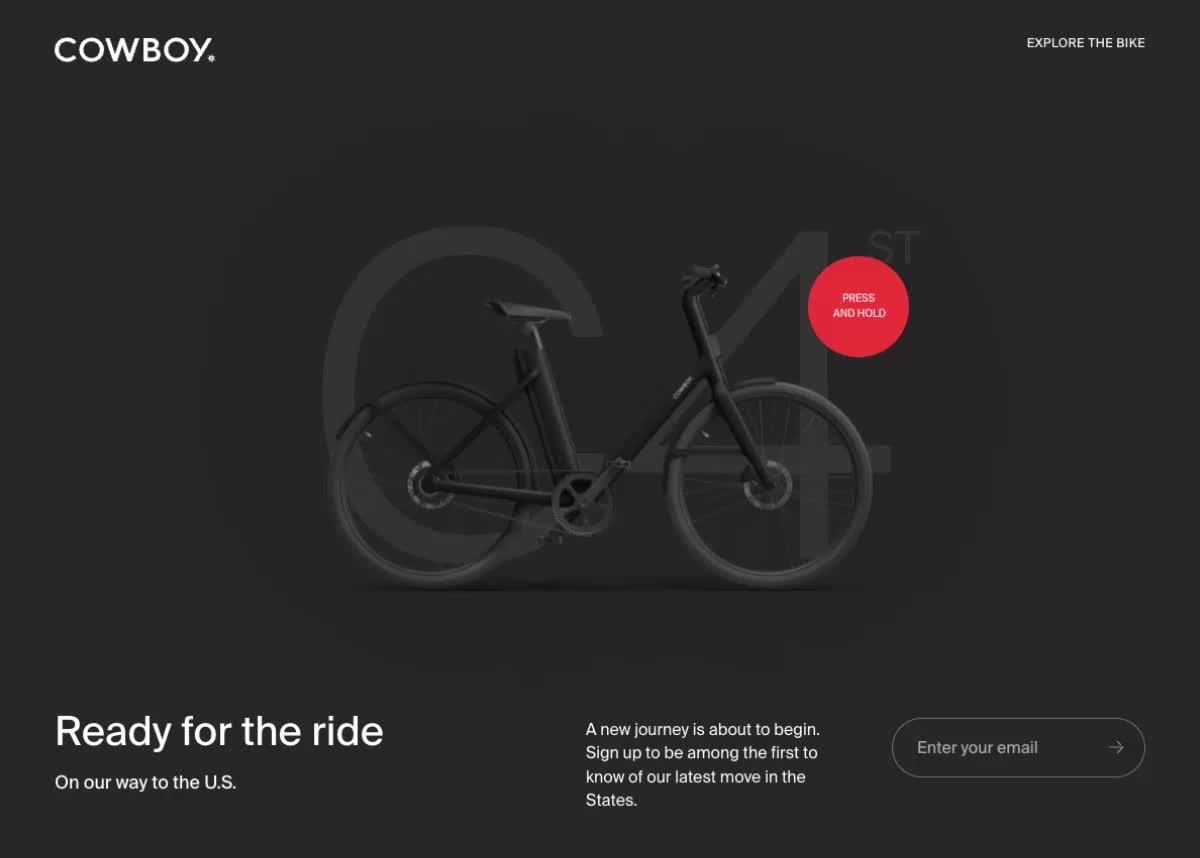 COWBOY
EXPLORE THE BIKE
C4
ST
PRESS
AND HOLD
COWBOY
Ready for the ride
On our way to the U.S.
A new journey is about to begin.
Sign up to be among the first to
know of our latest move in the
States.
Enter your email